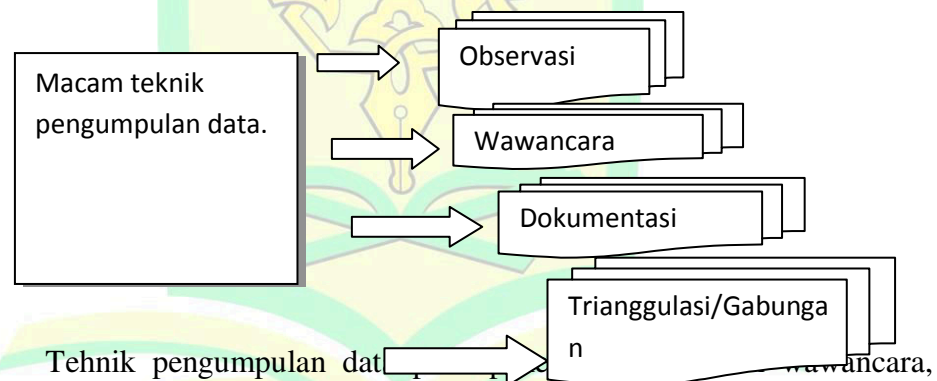 Macam teknik
pengumpulan data.
Observasi
Wawancara
Dokumentasi
Trianggulasi/Gabunga
n
Tehnik pengumpulan dat wawancara,